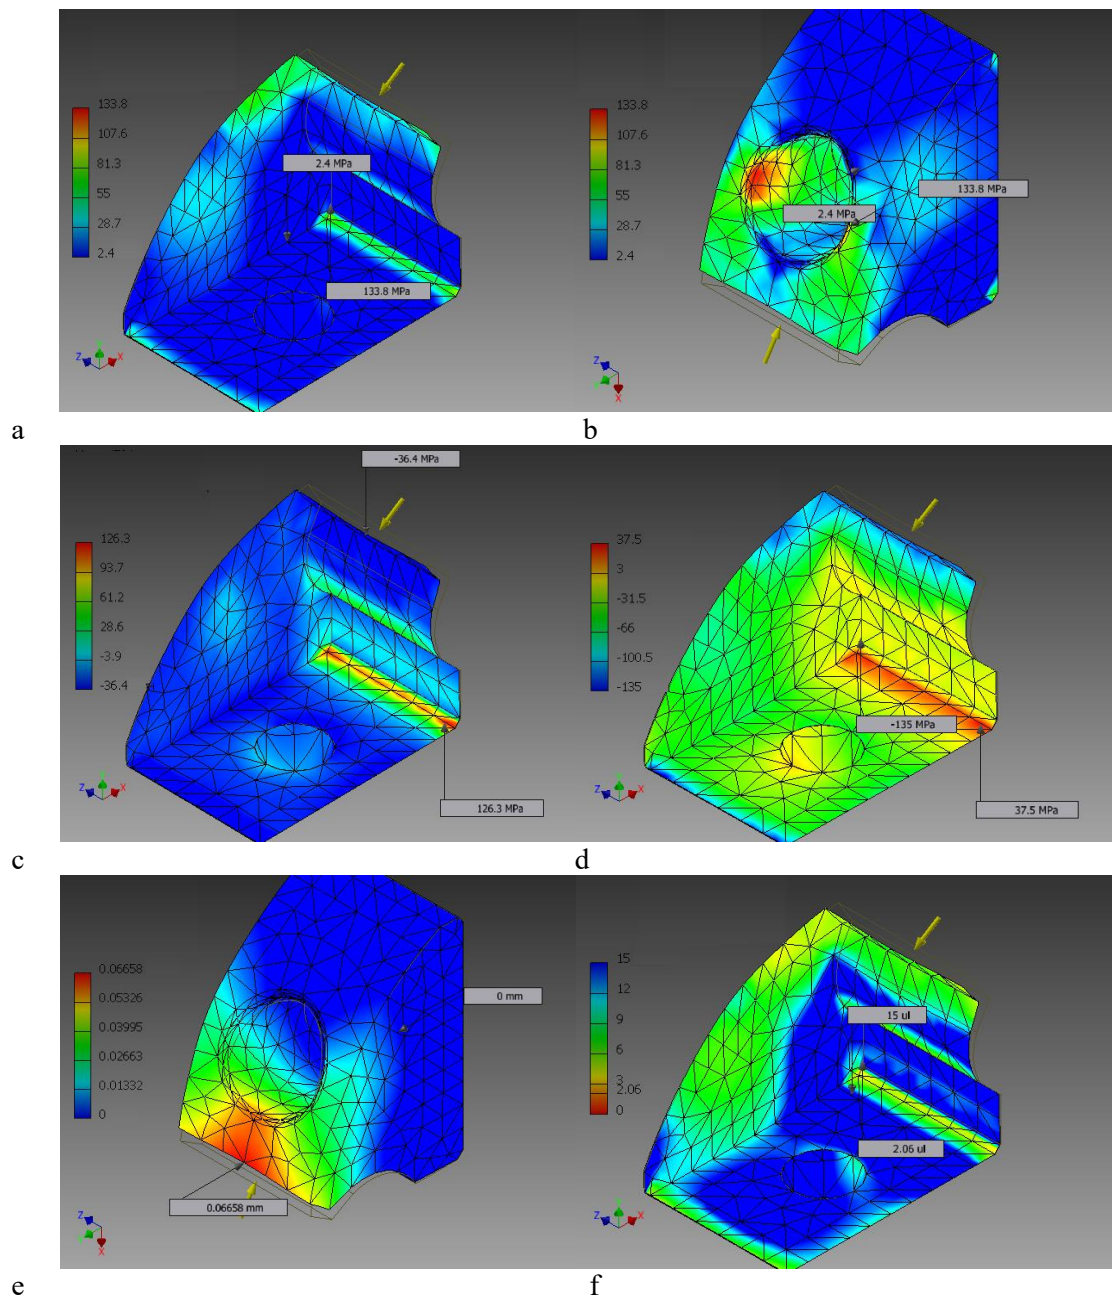 133.8
107.6
81.3
55
28.7
2.4
2.4 MPa
133.8 MPa
Z
Y
X
a
133.8
107.6
81.3
55
28.7
2.4
133.8 MPa
2.4 MPa
Z
Y
X
b
-36.4 MPa
126.3
93.7
61.2
28.6
-3.9
-36.4
126.3 MPa
Z
Y
X
c
37.5
3
-31.5
-66
-100.5
-135
-135 MPa
37.5 MPa
Z
Y
X
d
0.06658
0.05326
0.03995
0.02663
0.01332
0
0 mm
0.06658 mm
Z
Y
X
e
15
12
9
6
3
2.06
0
15 ul
2.06 ul
Z
Y
X
f